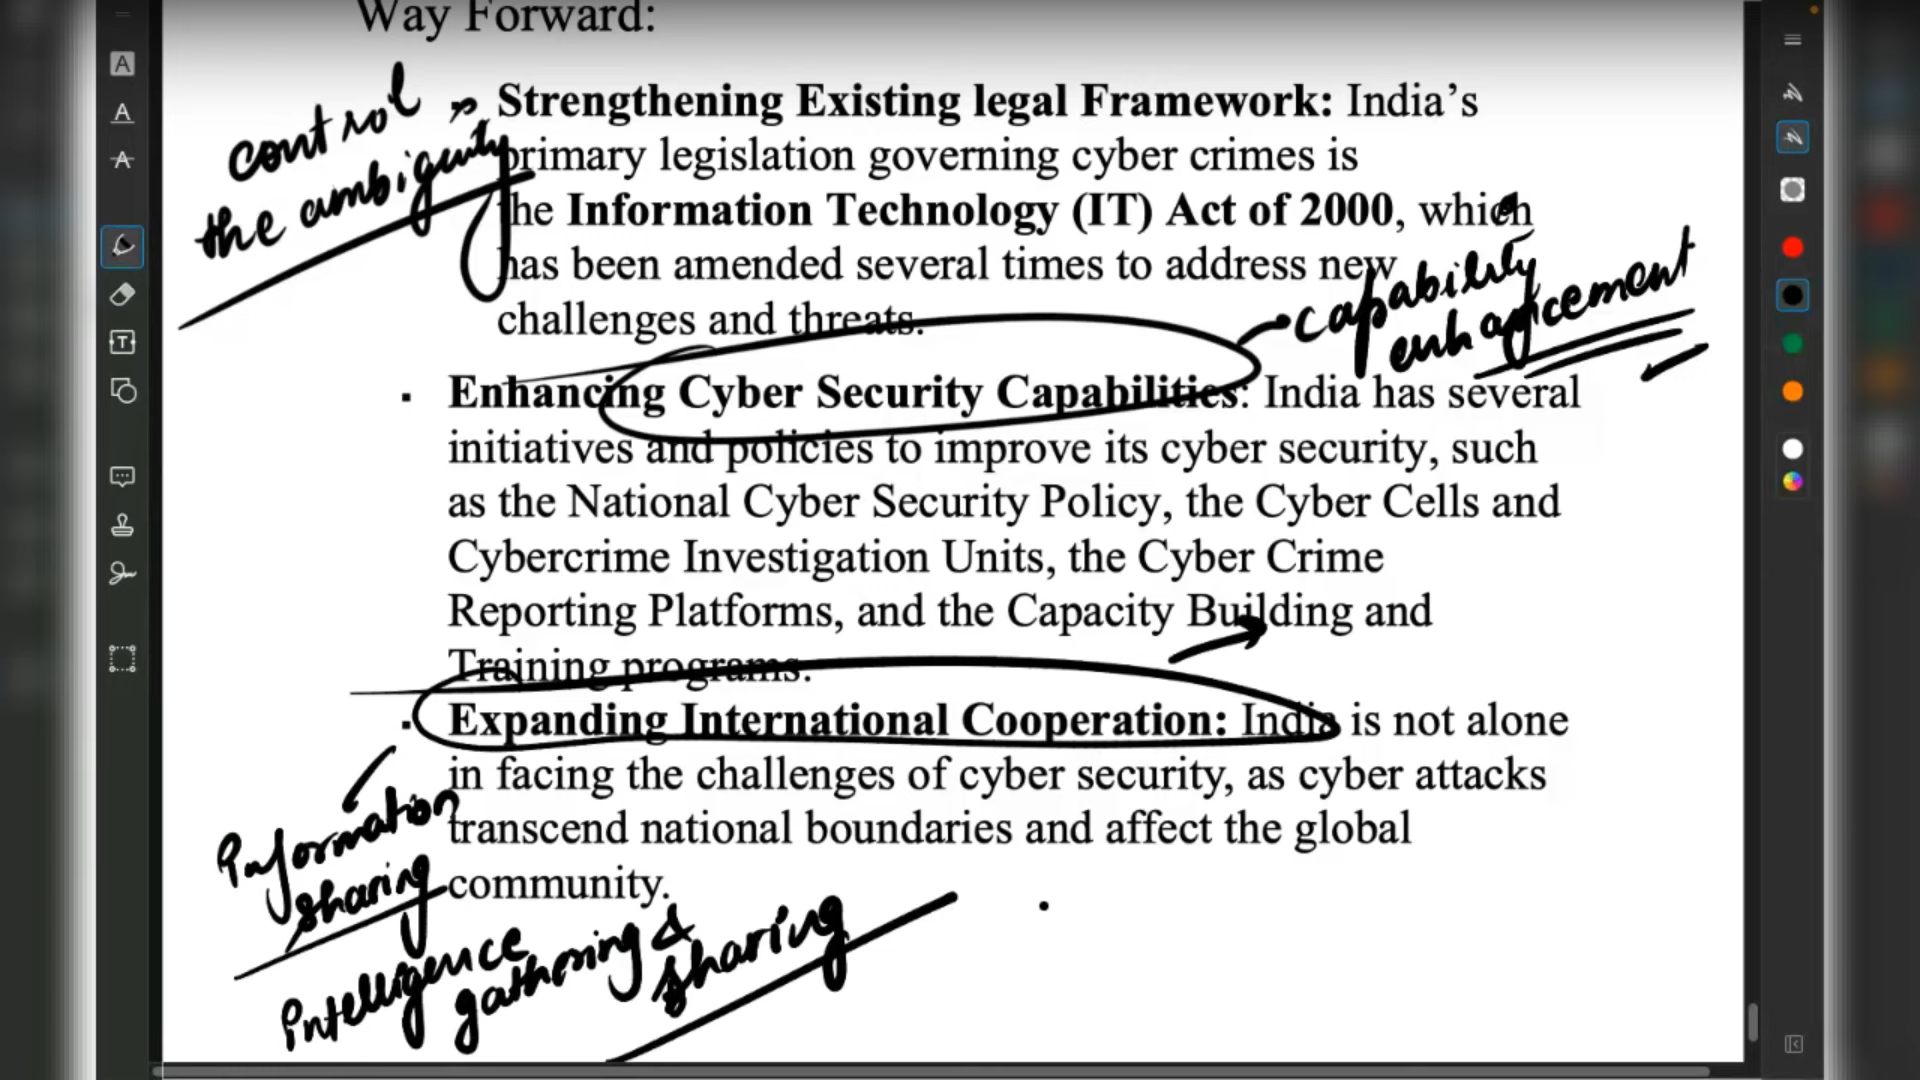 Way Forward:
control
the ambiguity
Strengthening Existing legal Framework: India's
primary legislation governing cyber crimes is
the Information Technology (IT) Act of 2000, which
has been amended several times to address new
challenges and threats.
capability
enhancement
▪ Enhancing Cyber Security Capabilities: India has several
initiatives and policies to improve its cyber security, such
as the National Cyber Security Policy, the Cyber Cells and
Cybercrime Investigation Units, the Cyber Crime
Reporting Platforms, and the Capacity Building and
Training programs.
▪ Expanding International Cooperation: India is not alone
in facing the challenges of cyber security, as cyber attacks
transcend national boundaries and affect the global
community.
Information
sharing
Intelligence
gathering &
sharing